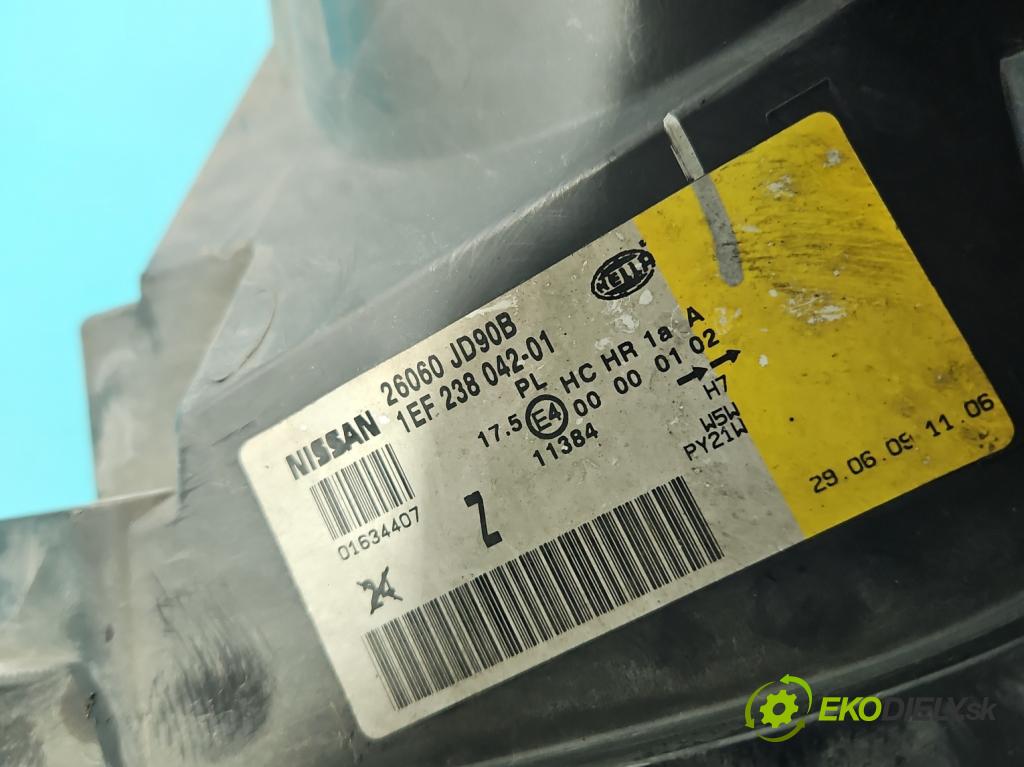 HELLA
NISSAN 26060 JD90B
1EF 238 042-01
17.5 E4 PL HC HR 1a A
00 00 01 02
11384
H7
W5W
PY21W
01634407
Z
24
29.06.09 11.06
EKODIELY.sk